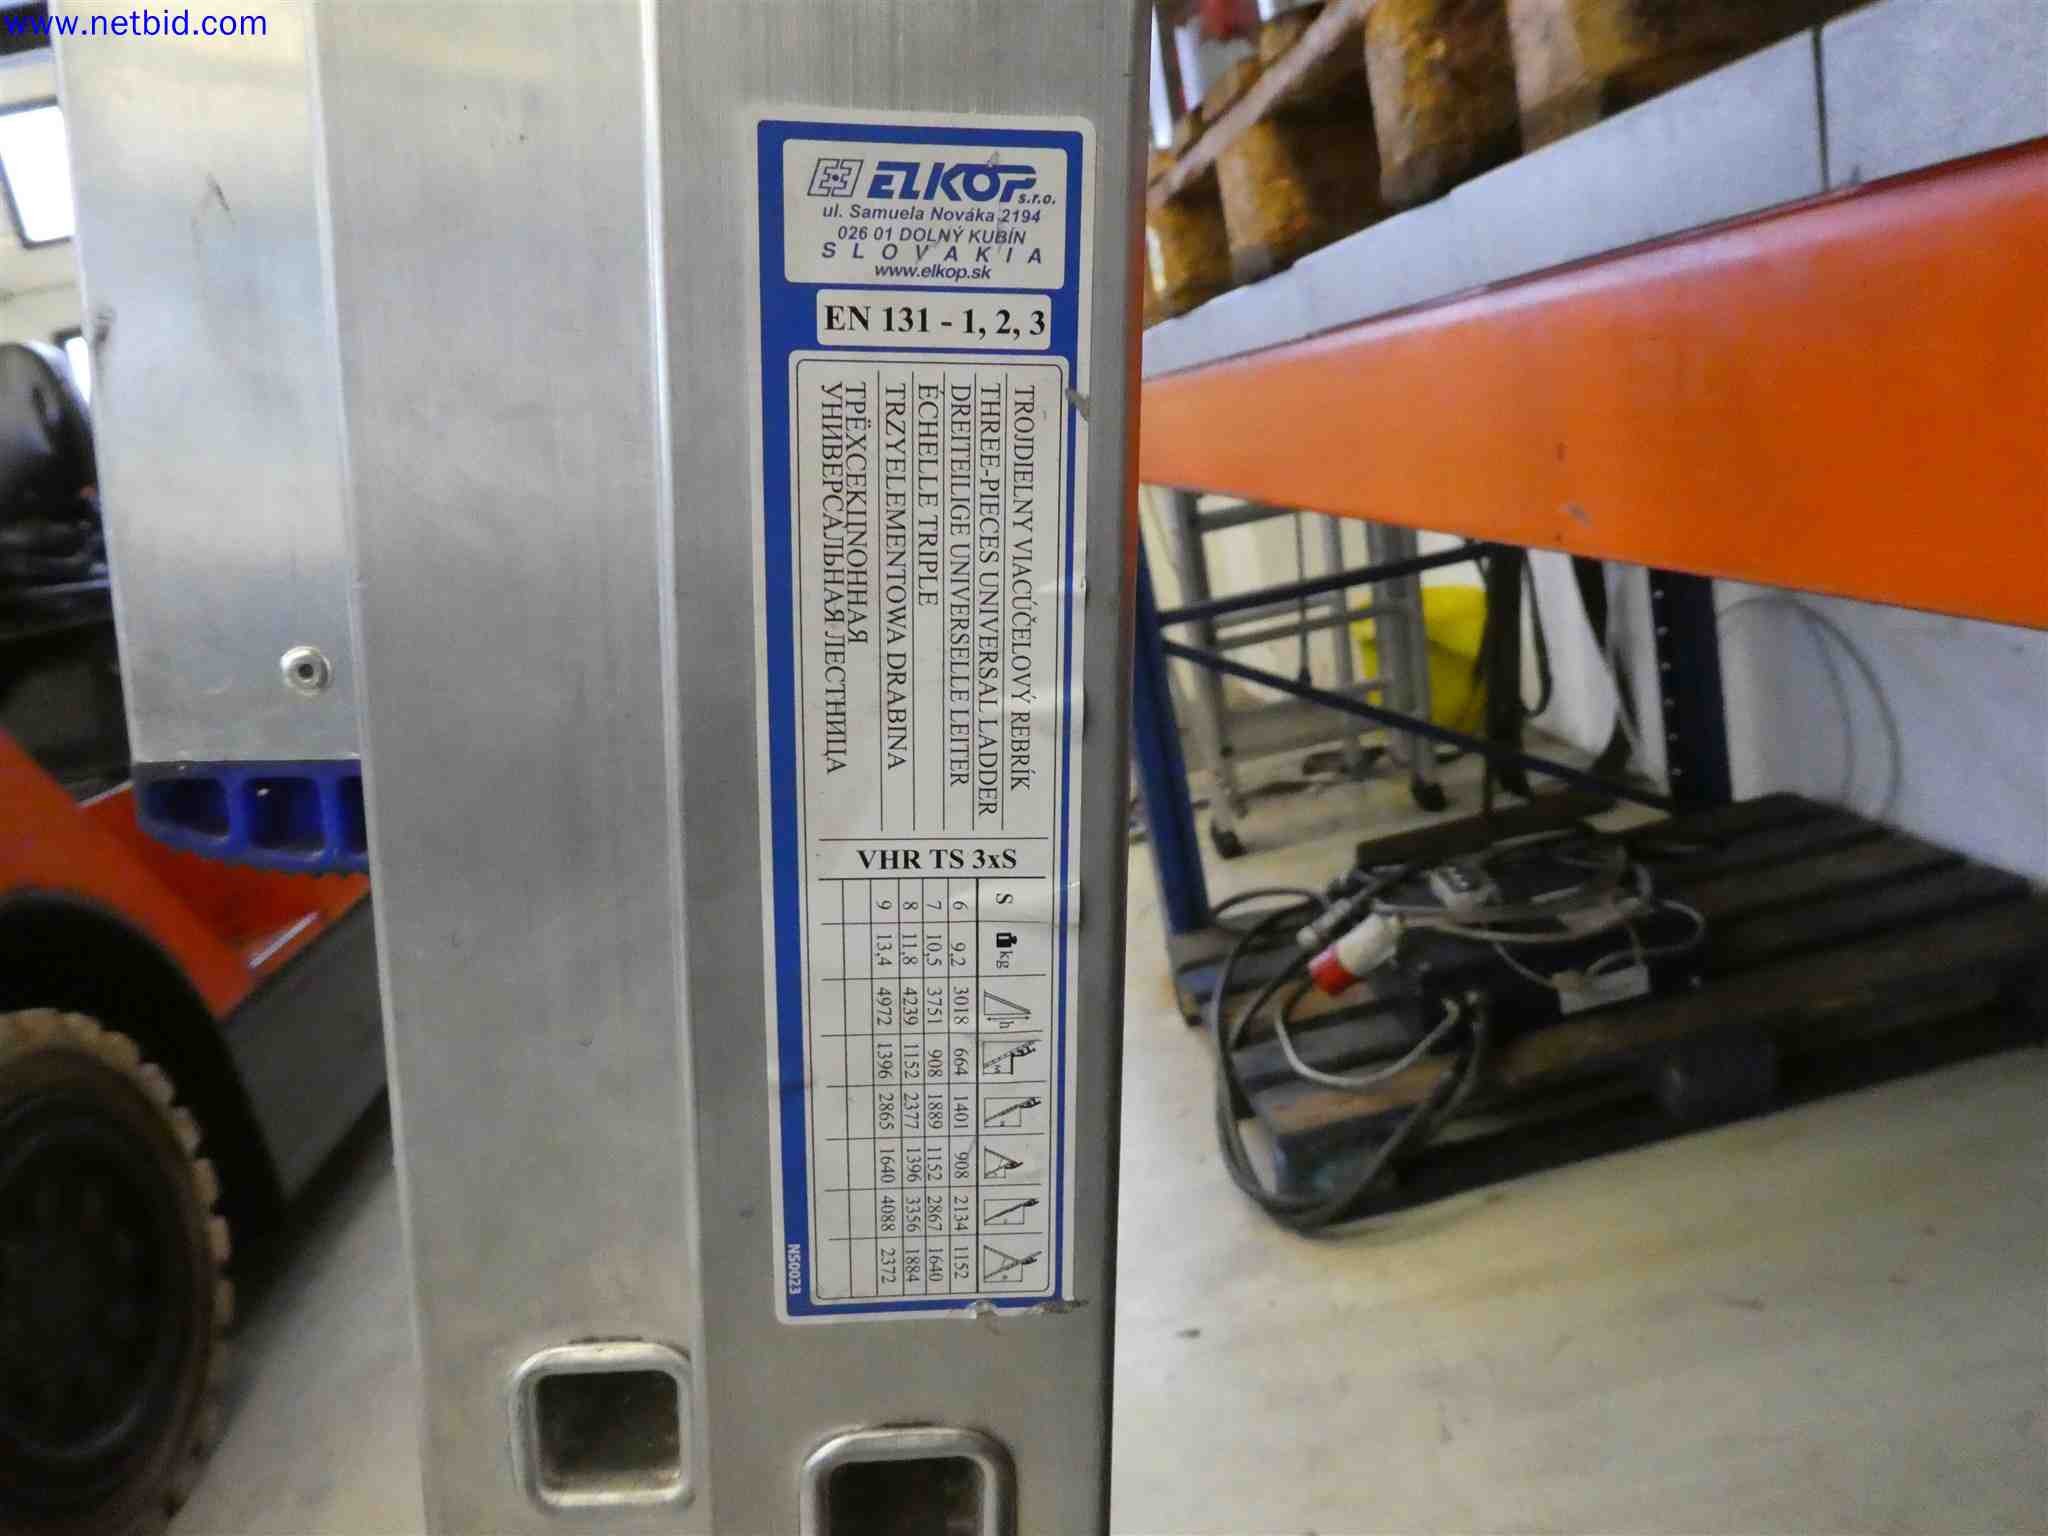 www.netbid.com
ELKOP s.r.o.
ul. Samuela Nováka 2194
026 01 DOLNÝ KUBÍN
SLOVAKIA
www.elkop.sk
EN 131 - 1, 2, 3
TROJDIELNY VIACÚČELOVÝ REBRÍK
THREE-PIECES UNIVERSAL LADDER
DREITEILIGE UNIVERSELLE LEITER
ÉCHELLE TRIPLE
TRZYELEMENTOWA DRABINA
ТРЁХСЕКЦИОННАЯ
УНИВЕРСАЛЬНАЯ ЛЕСТНИЦА
VHR TS 3xS
S kg h
6 9,2 3018 664 1401 908 2134 1152
7 10,5 3751 908 1889 1152 2867 1640
8 11,8 4239 1152 2377 1396 3356 1884
9 13,4 4972 1396 2865 1640 4088 2372
NS0023